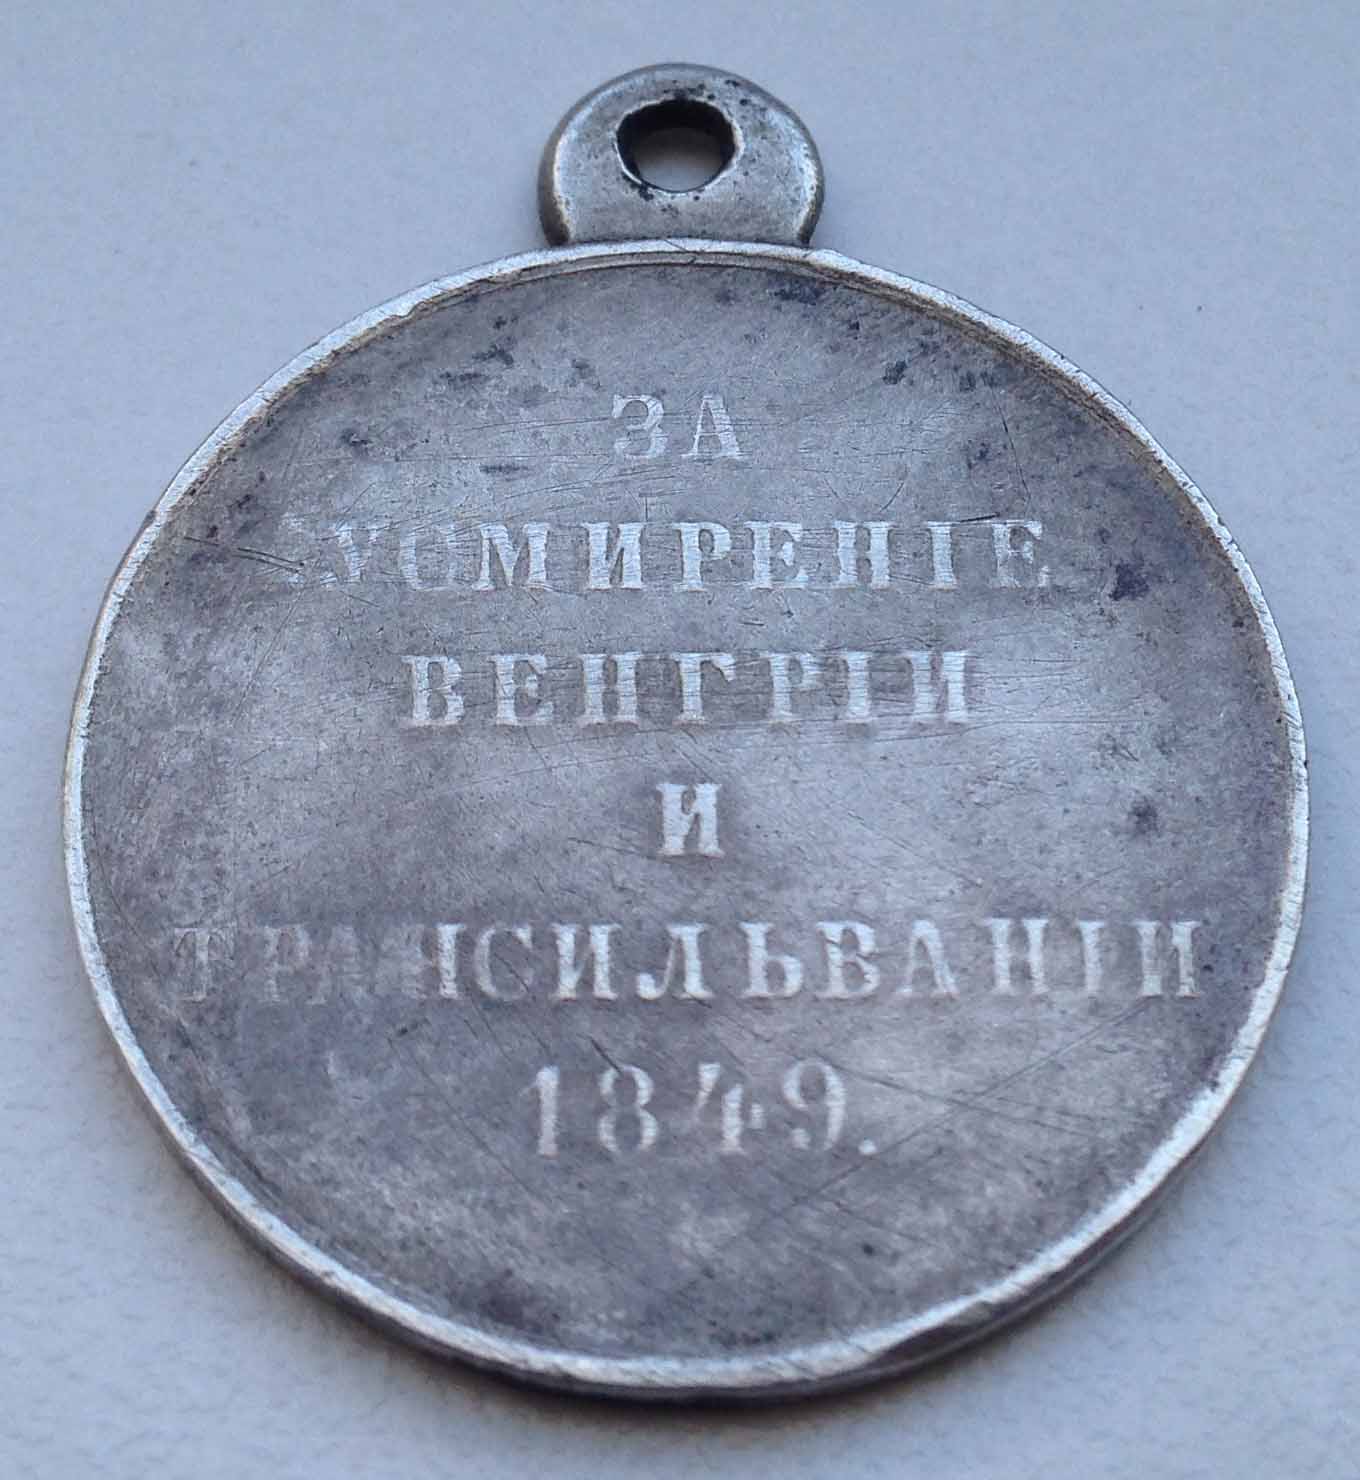 ЗА
УСМИРЕНІЕ
ВЕНГРІИ
И
ТРАНСИЛЬВАНІИ
1849.